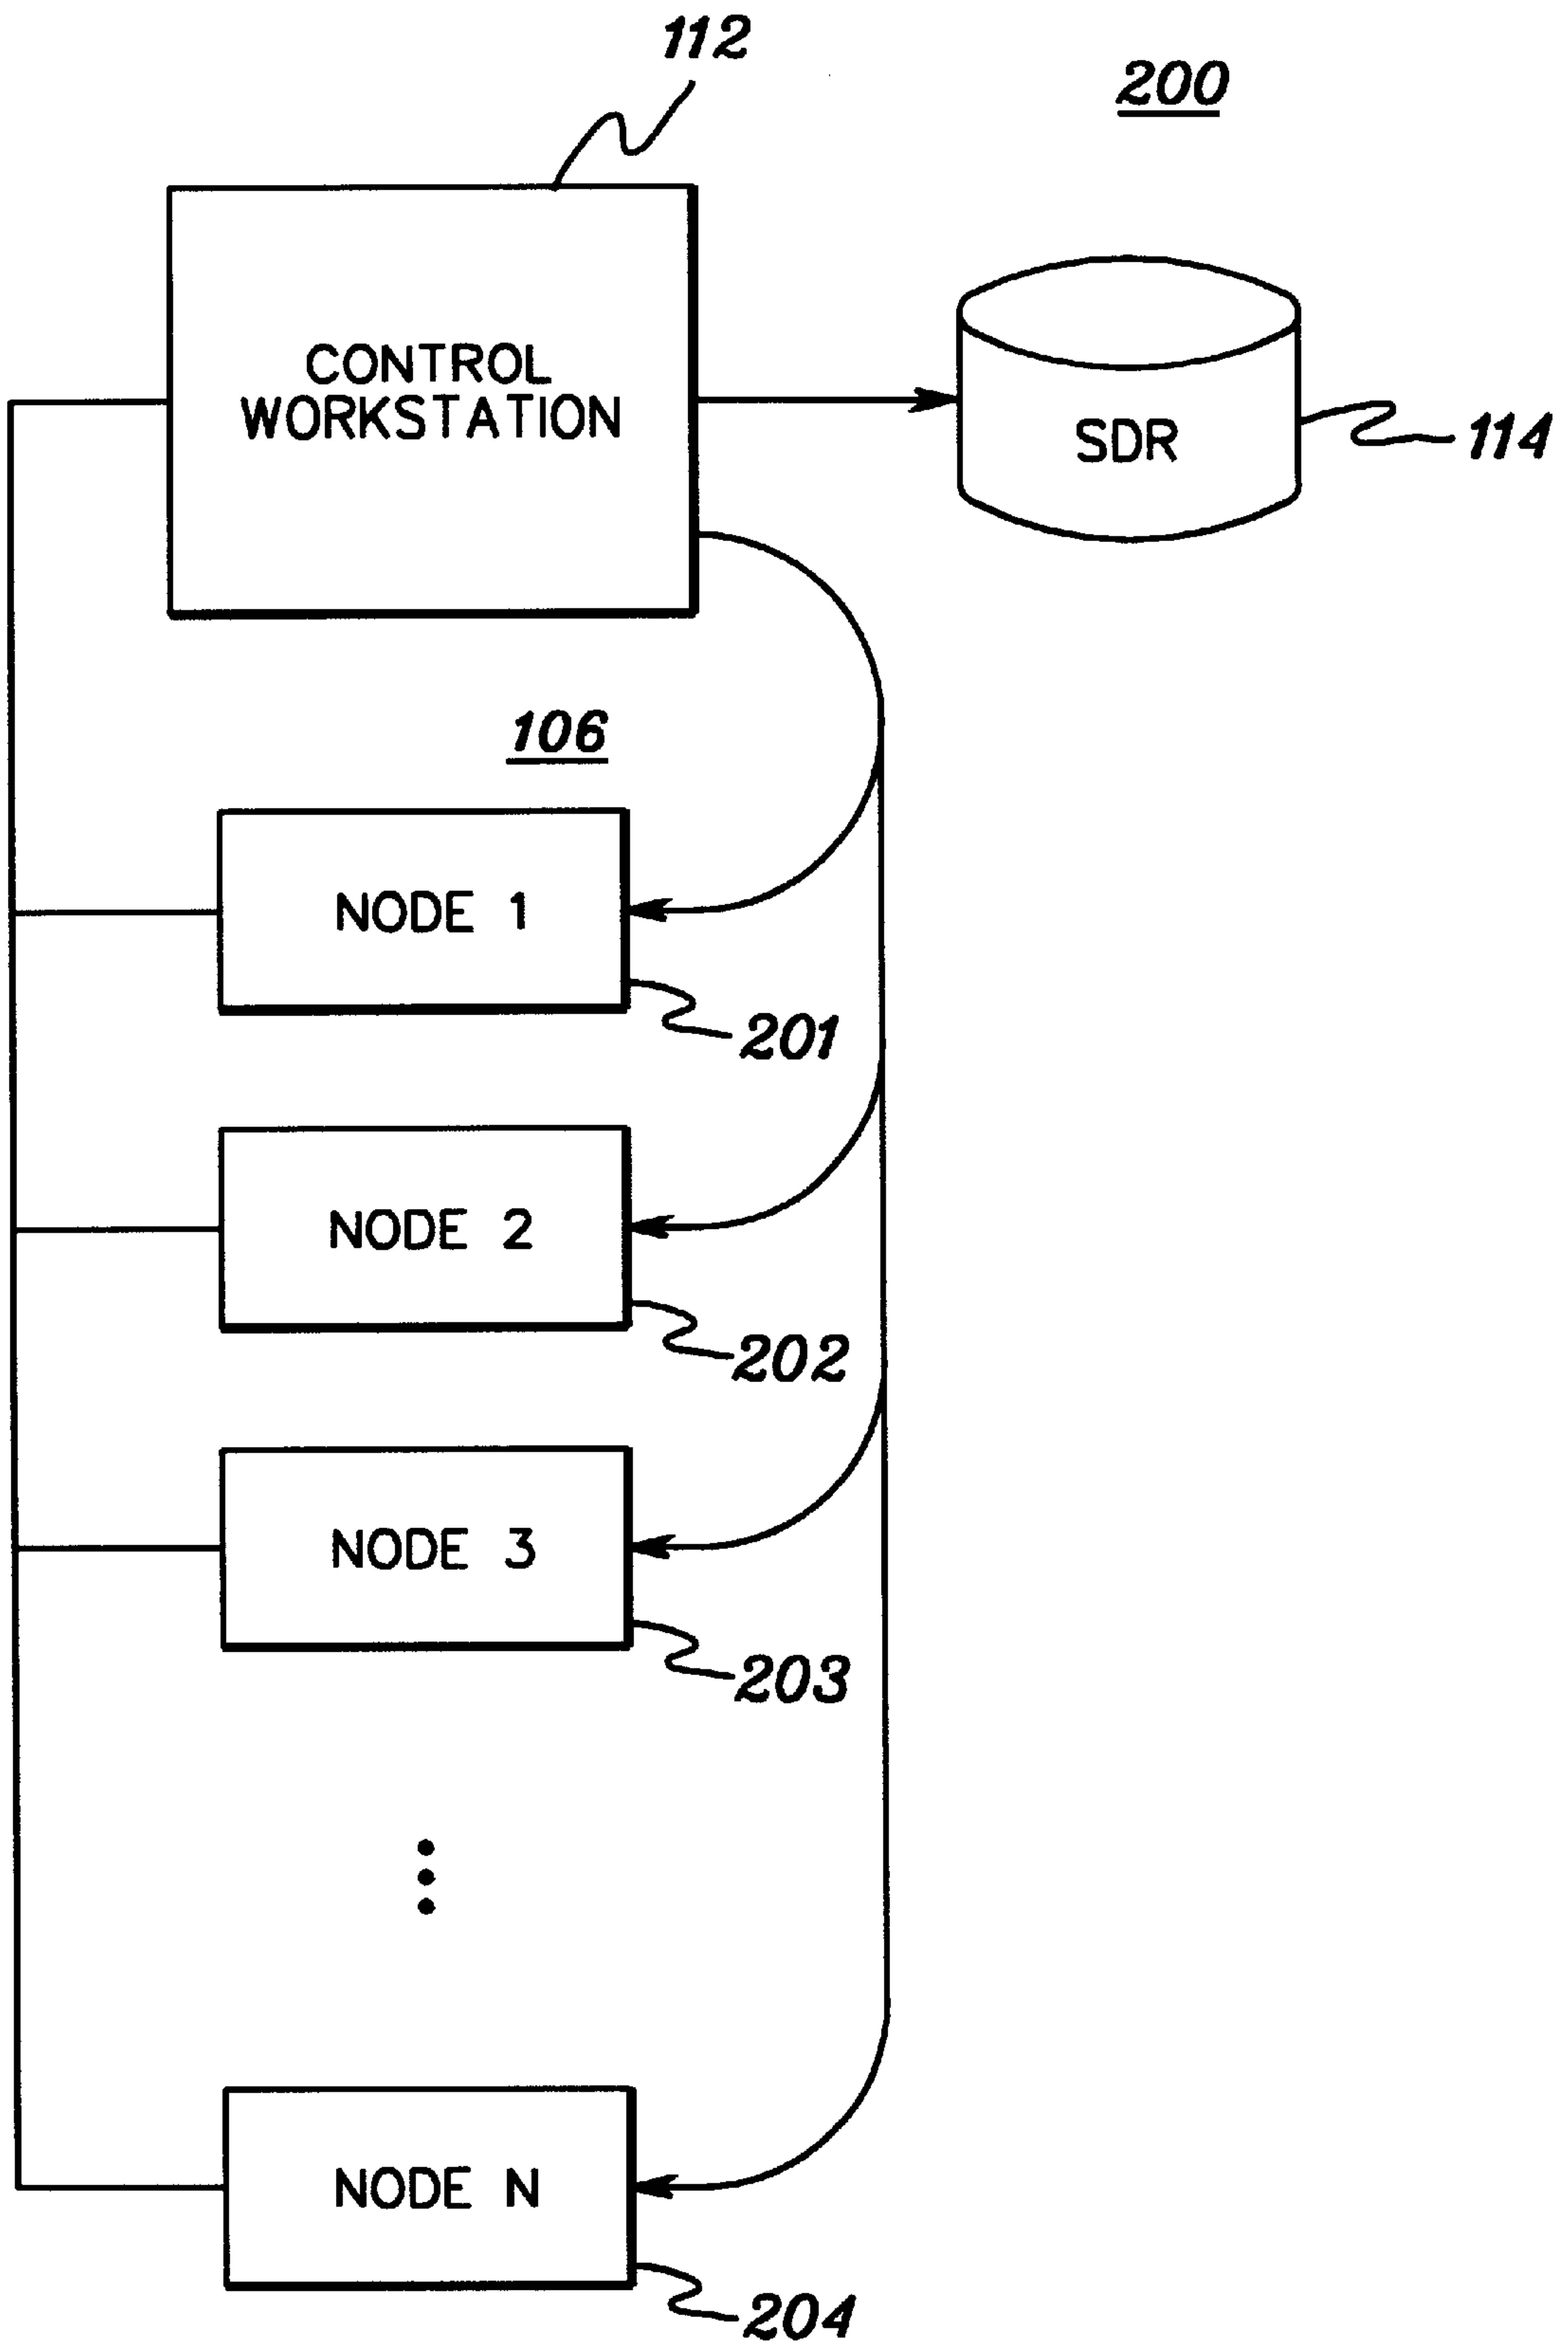 112
200
CONTROL
WORKSTATION
SDR
114
106
NODE 1
201
NODE 2
202
NODE 3
203
NODE N
204